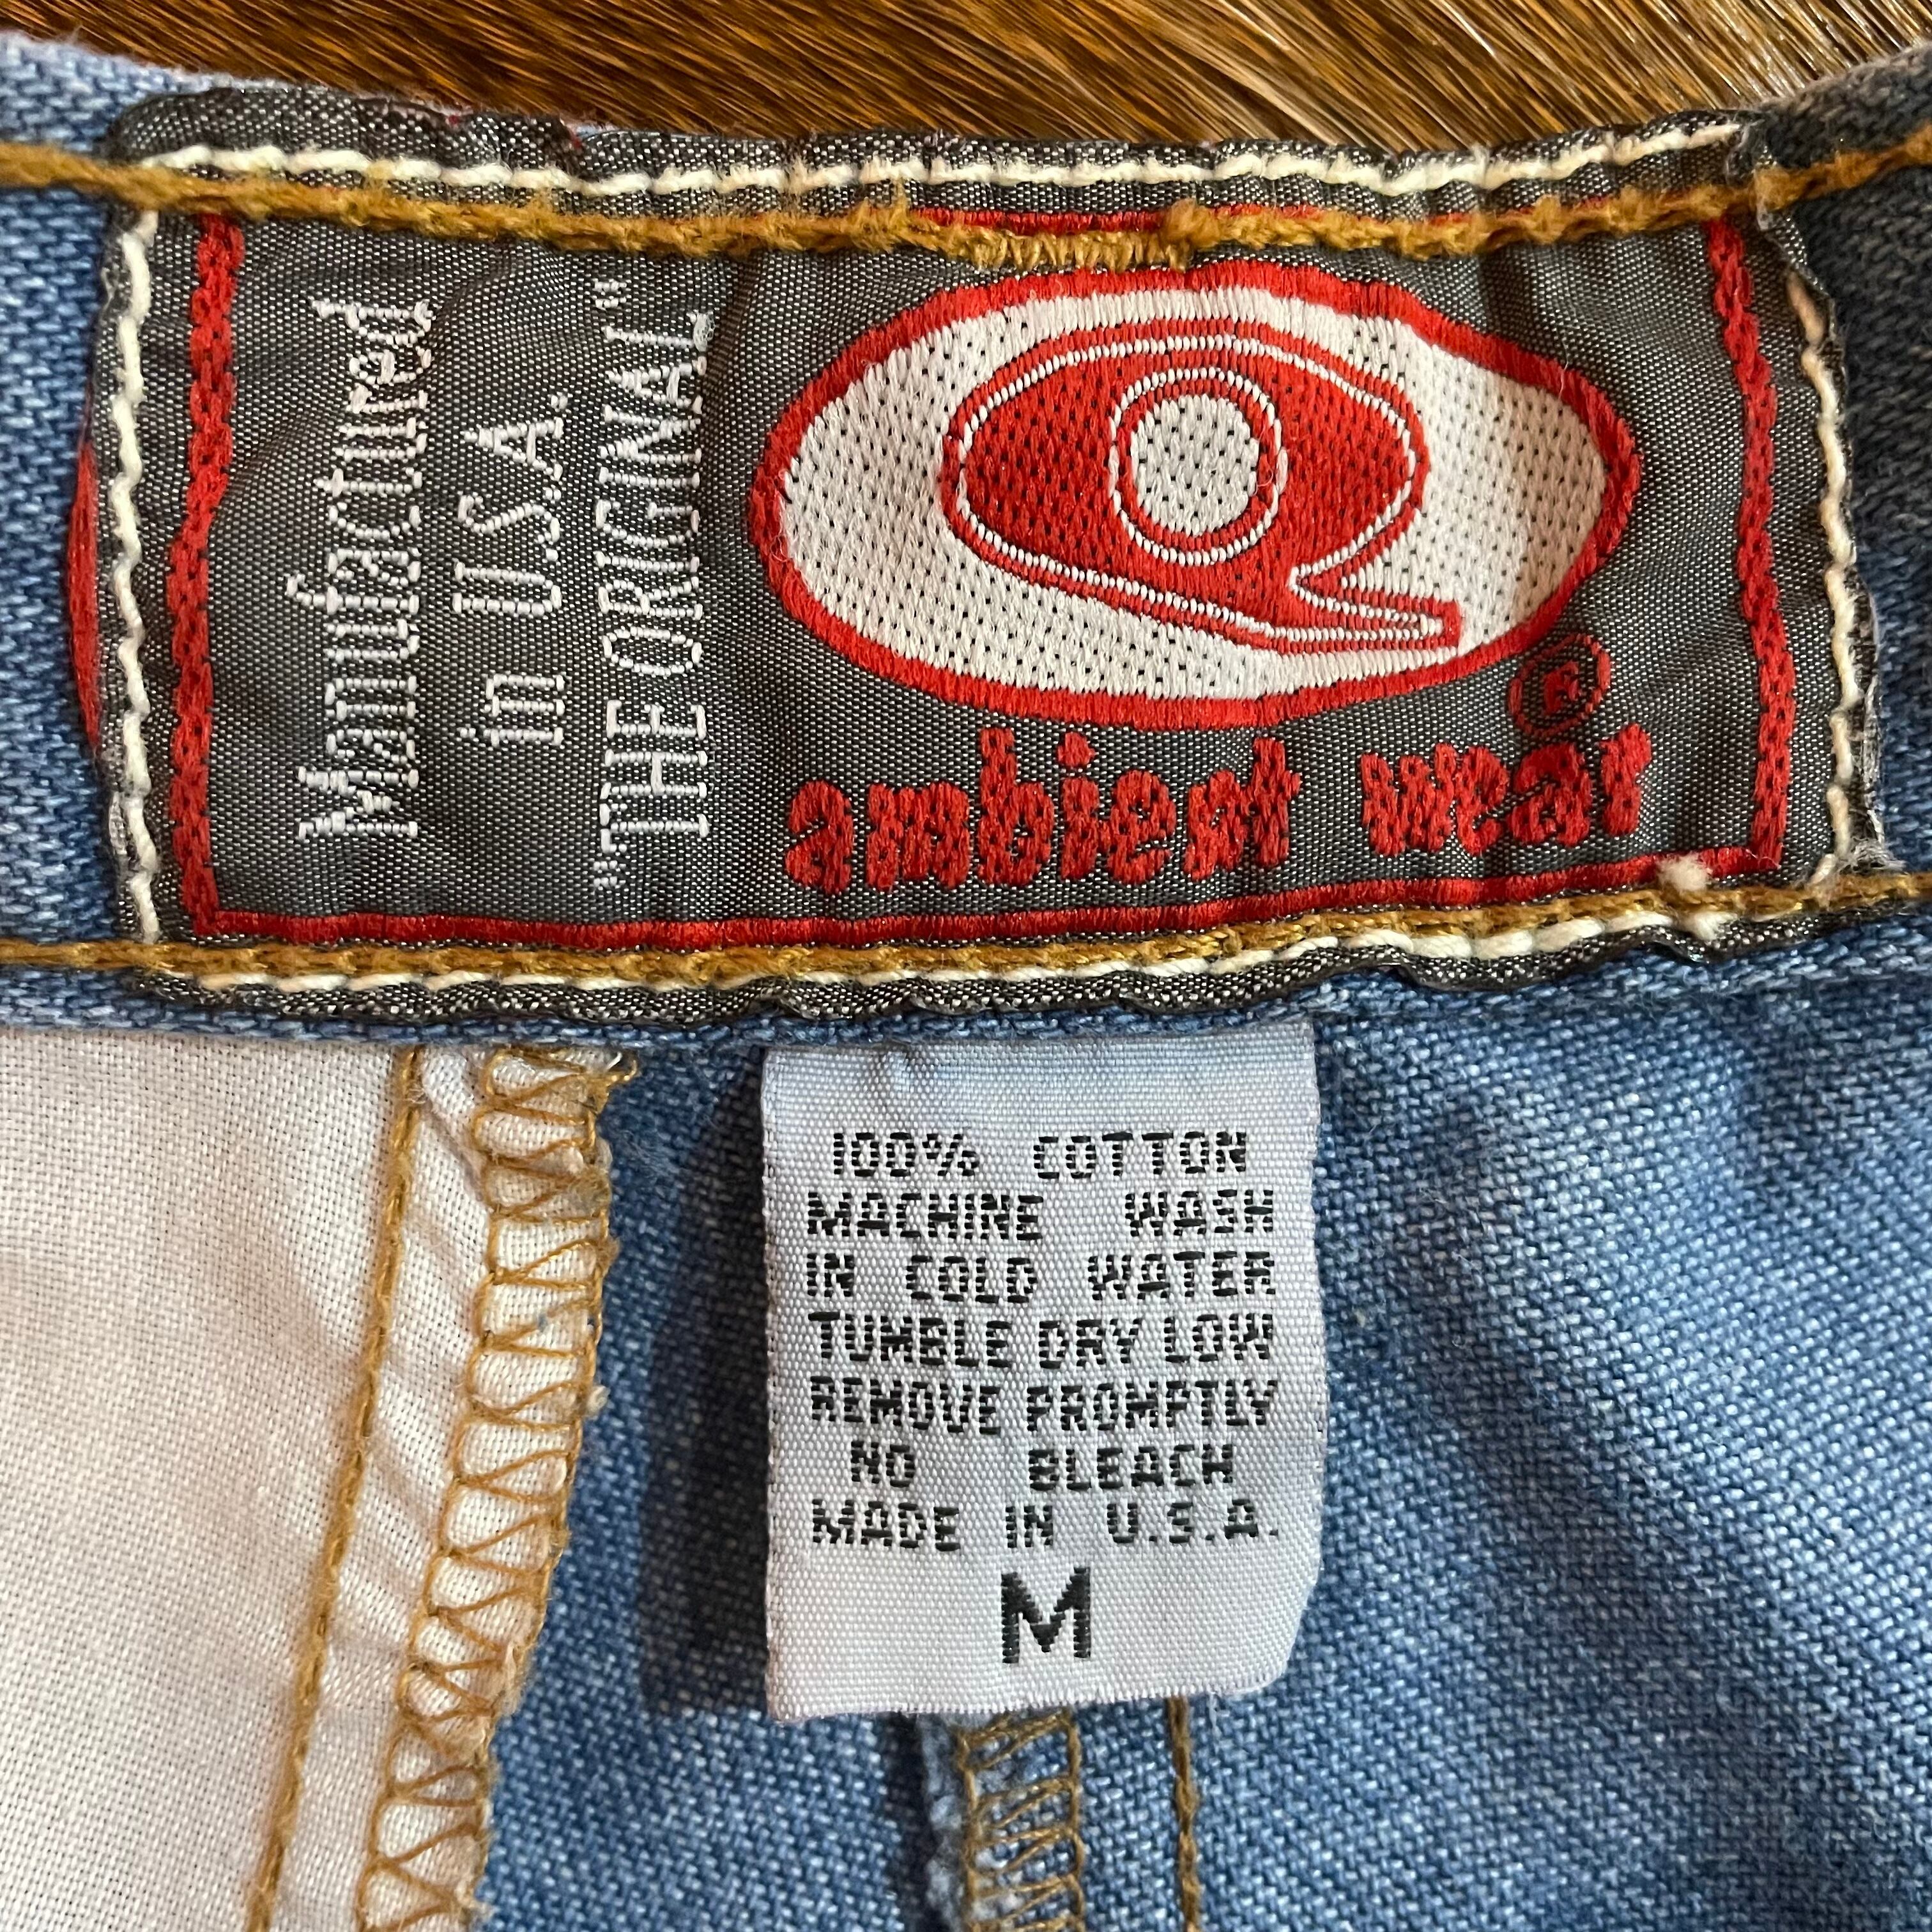 Manufactured
in U.S.A.
"THE ORIGINAL"
ambient wear ®
100% COTTON
MACHINE WASH
IN COLD WATER
TUMBLE DRY LOW
REMOVE PROMPTLY
NO BLEACH
MADE IN U.S.A.
M